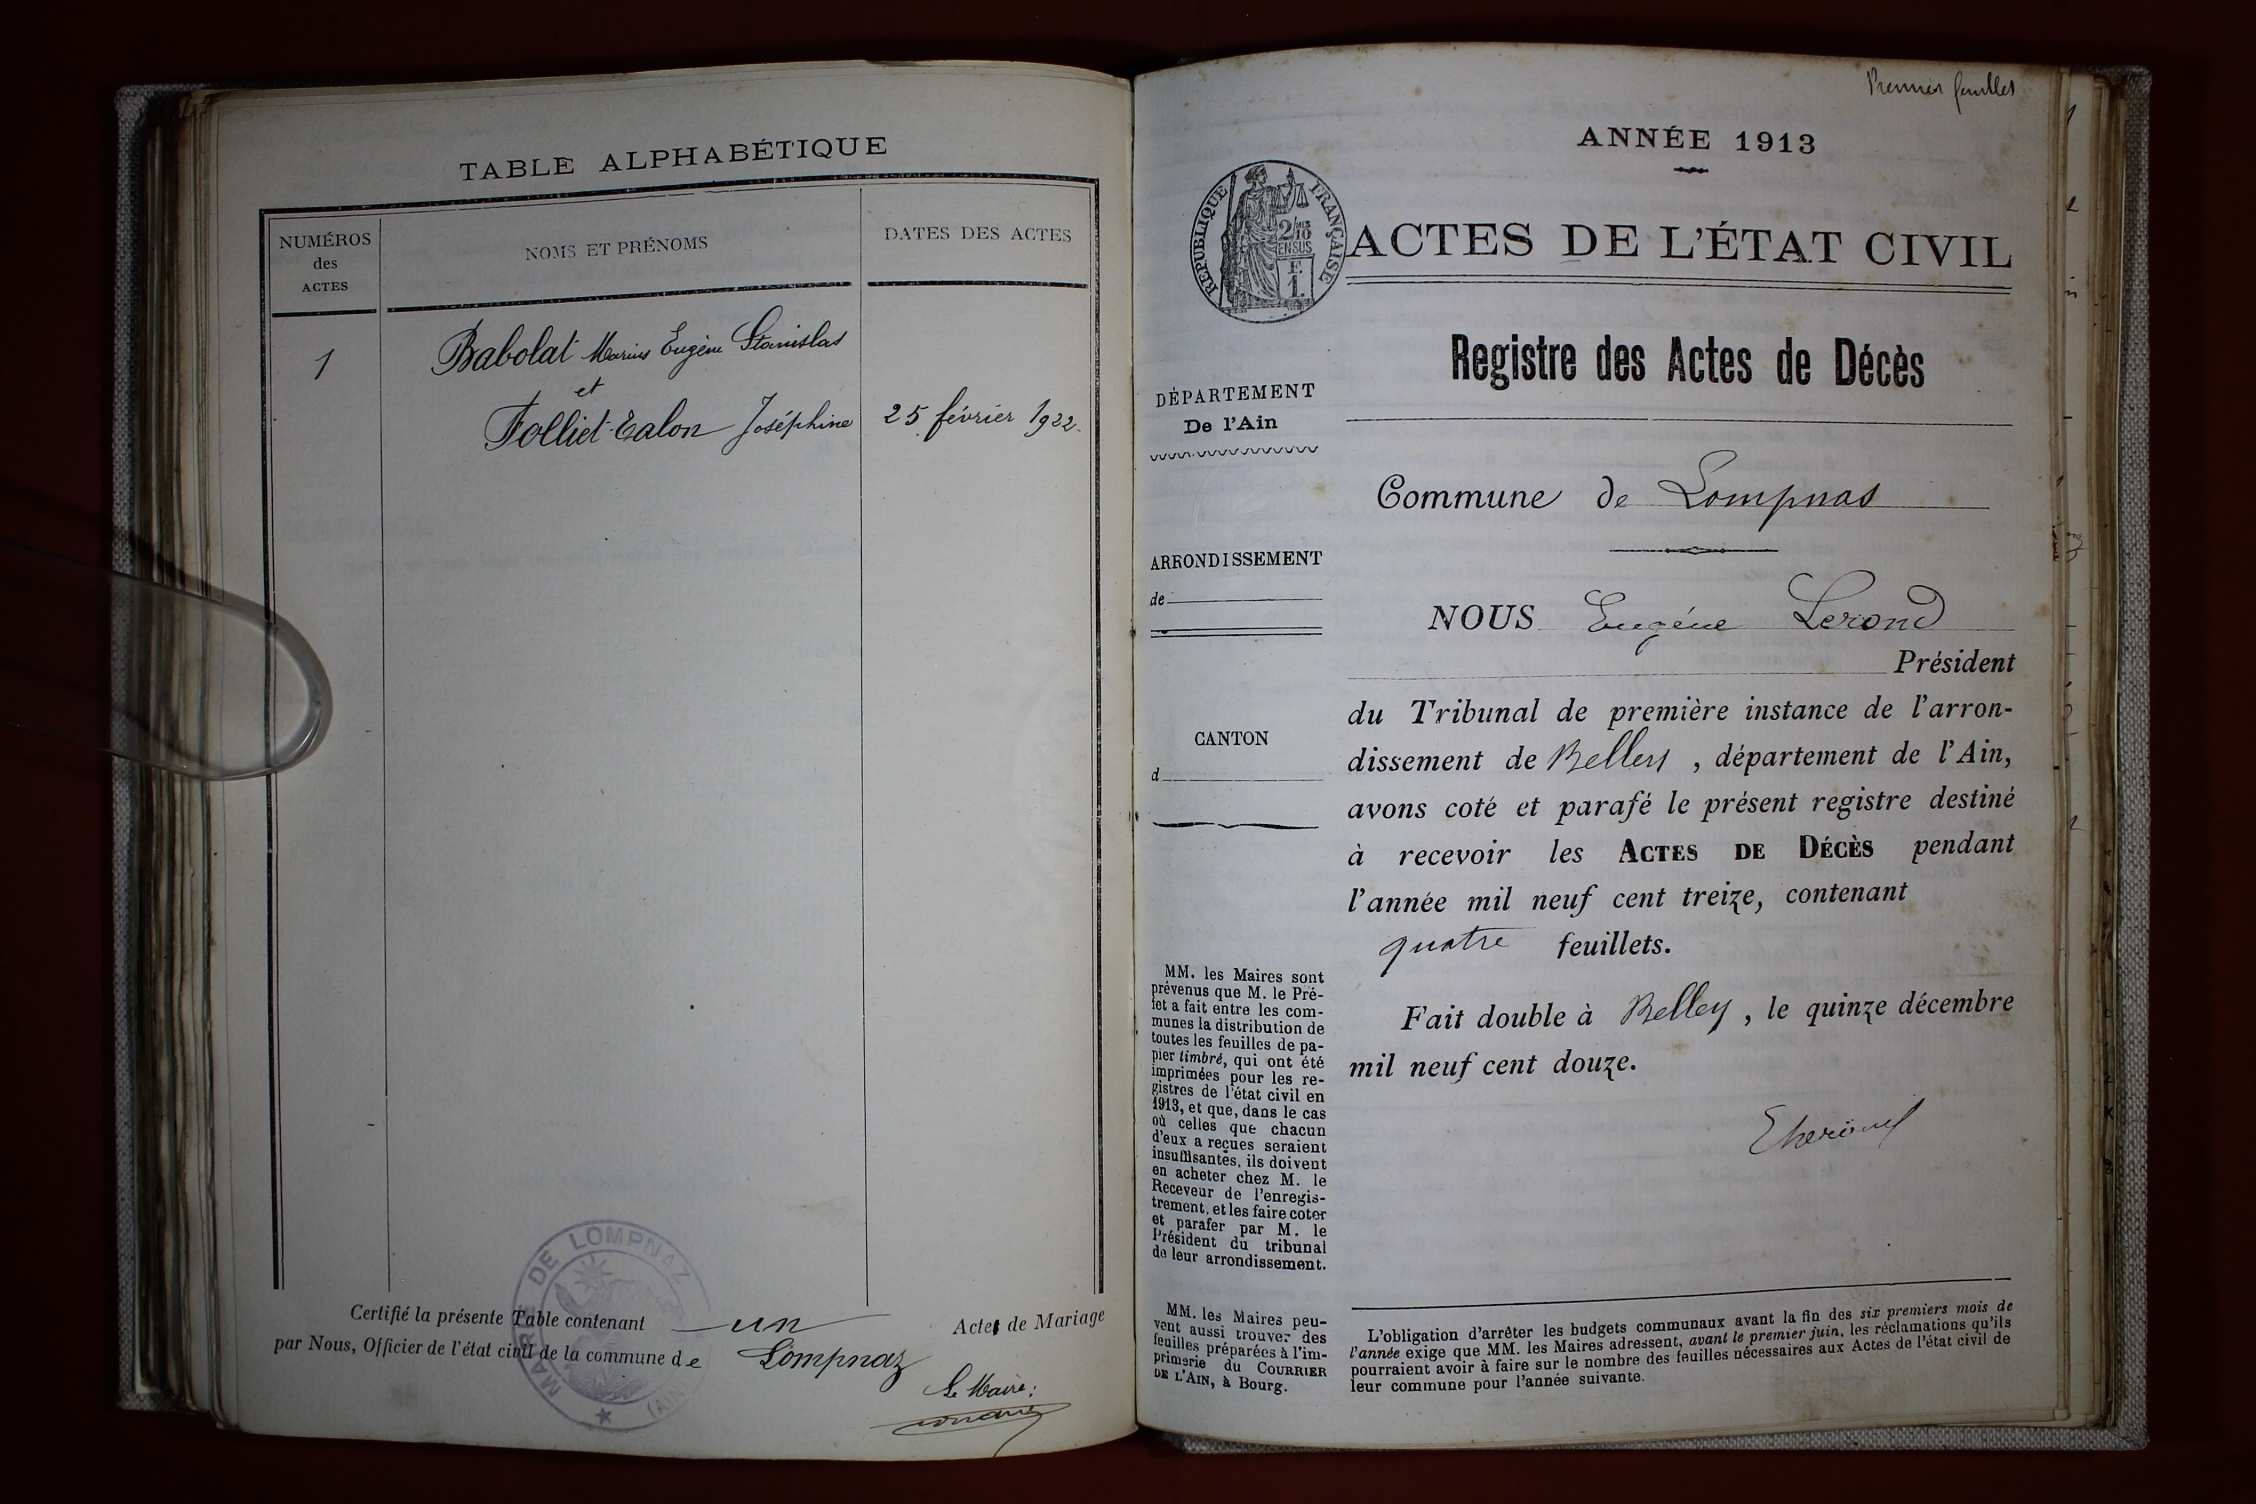 TABLE ALPHABÉTIQUE
NUMÉROS
des
ACTES
NOMS ET PRÉNOMS
DATES DES ACTES
1
Babolat Marius Eugène Stanislas
et
Folliet-Ealon Joséphine
25 février 1922.
MAIRIE DE LOMPNAZ
(AIN)
Certifié la présente Table contenant un Actes de Mariage
par Nous, Officier de l'état civil de la commune de Lompnaz
Le Maire:
Premier feuillet
ANNÉE 1913
RÉPUBLIQUE FRANÇAISE
2/10
EN SUS
F.
1.
ACTES DE L'ÉTAT CIVIL
Registre des Actes de Décès
DÉPARTEMENT
De l'Ain
Commune de Lompnas
ARRONDISSEMENT
de
CANTON
d
NOUS Eugène Lerond
Président
du Tribunal de première instance de l'arron-
dissement de Belley, département de l'Ain,
avons coté et parafé le présent registre destiné
à recevoir les ACTES DE DÉCÈS pendant
l'année mil neuf cent treize, contenant
quatre feuillets.
Fait double à Belley, le quinze décembre
mil neuf cent douze.
MM. les Maires sont
prévenus que M. le Pré-
fet a fait entre les com-
munes la distribution de
toutes les feuilles de pa-
pier timbré, qui ont été
imprimées pour les re-
gistres de l'état civil en
1913, et que, dans le cas
où celles que chacun
d'eux a reçues seraient
insuffisantes, ils doivent
en acheter chez M. le
Receveur de l'enregis-
trement, et les faire coter
et parafer par M. le
Président du tribunal
de leur arrondissement.
MM. les Maires peu-
vent aussi trouver des
feuilles préparées à l'im-
primerie du COURRIER
DE L'AIN, à Bourg.
L'obligation d'arrêter les budgets communaux avant la fin des six premiers mois de
l'année exige que MM. les Maires adressent, avant le premier juin, les réclamations qu'ils
pourraient avoir à faire sur le nombre des feuilles nécessaires aux Actes de l'état civil de
leur commune pour l'année suivante.